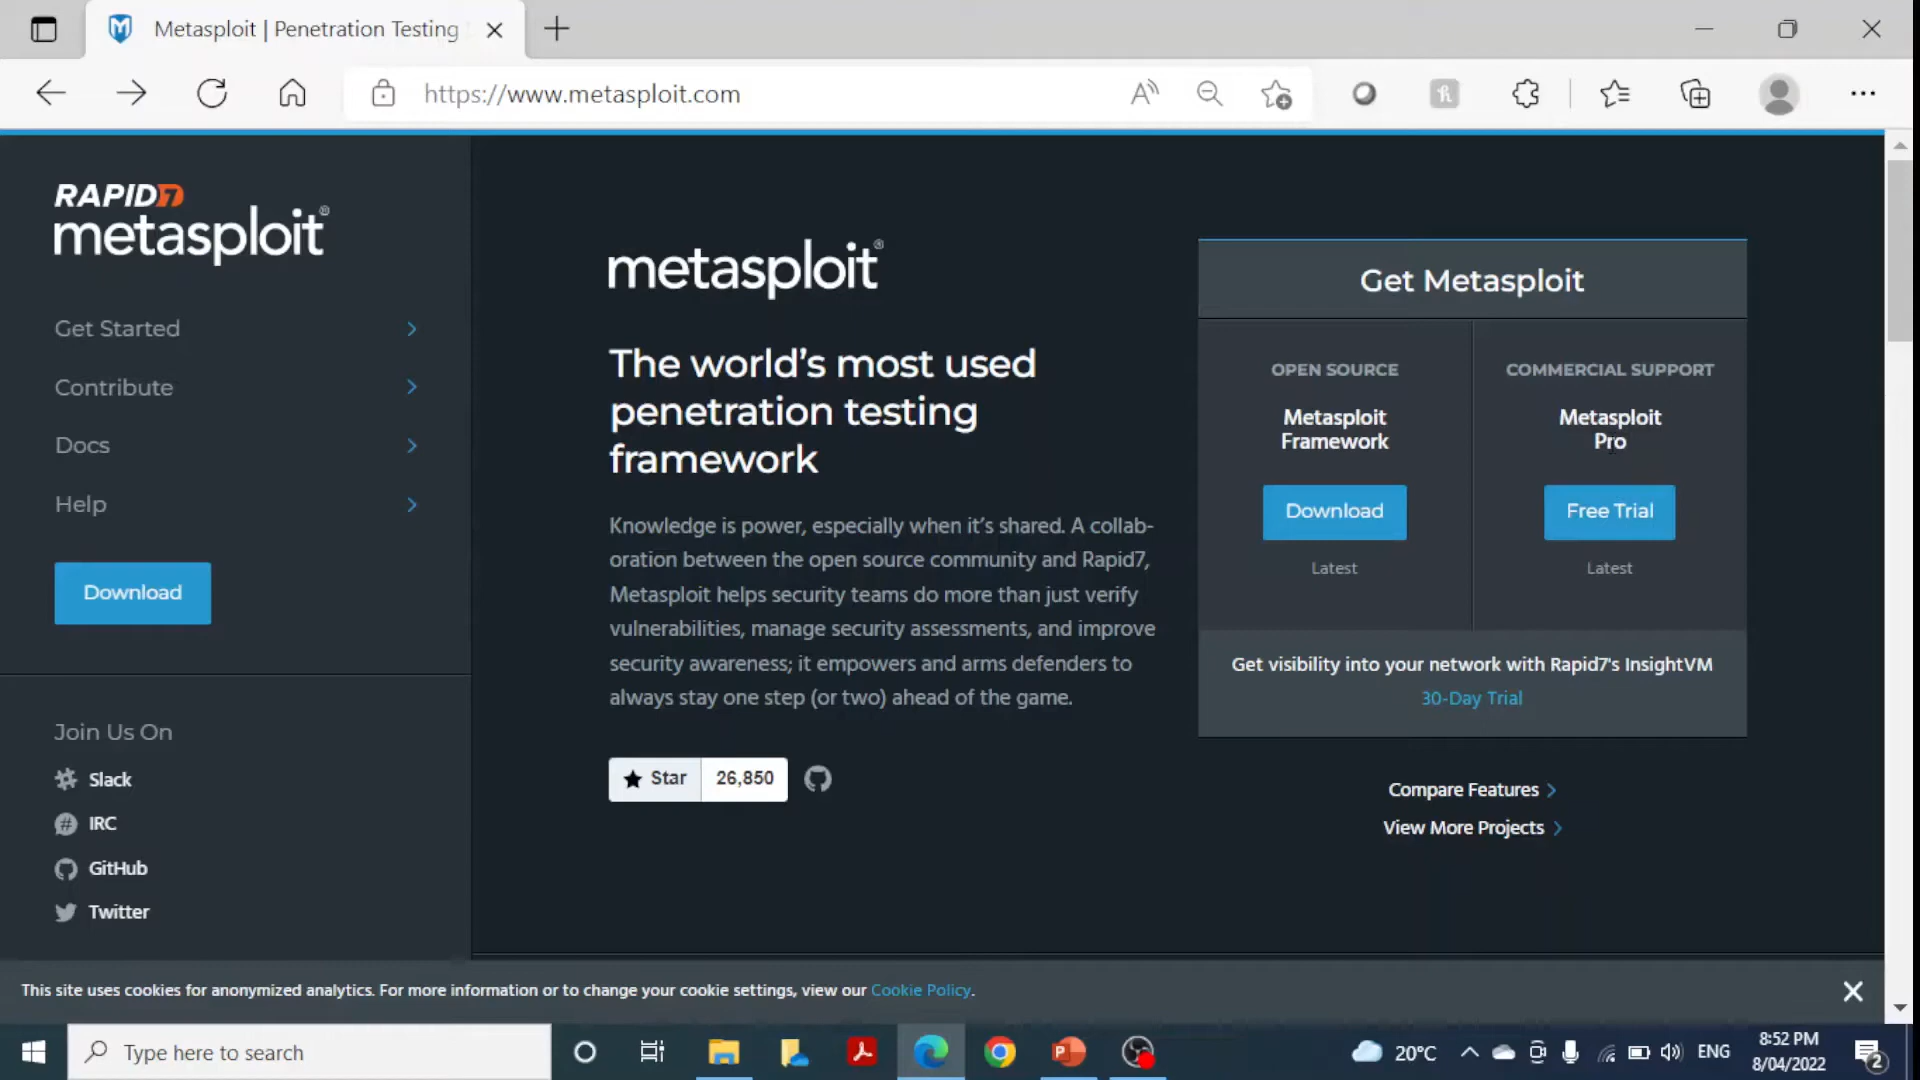 Metasploit | Penetration Testing
https://www.metasploit.com
RAPID7
metasploit®
Get Started
Contribute
Docs
Help
Download
Join Us On
Slack
IRC
GitHub
Twitter
metasploit®
The world's most used
penetration testing
framework
Knowledge is power, especially when it's shared. A collab-
oration between the open source community and Rapid7,
Metasploit helps security teams do more than just verify
vulnerabilities, manage security assessments, and improve
security awareness; it empowers and arms defenders to
always stay one step (or two) ahead of the game.
Star 26,850
Get Metasploit
OPEN SOURCE
Metasploit
Framework
Download
Latest
COMMERCIAL SUPPORT
Metasploit
Pro
Free Trial
Latest
Get visibility into your network with Rapid7's InsightVM
30-Day Trial
Compare Features
View More Projects
This site uses cookies for anonymized analytics. For more information or to change your cookie settings, view our Cookie Policy.
Type here to search
20°C
ENG
8:52 PM
8/04/2022
2